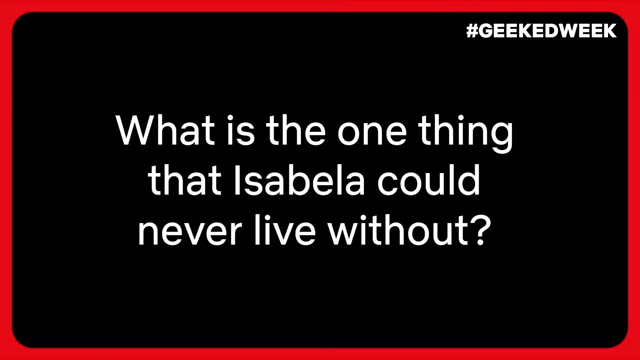 #GEEKEDWEEK
What is the one thing
that Isabela could
never live without?